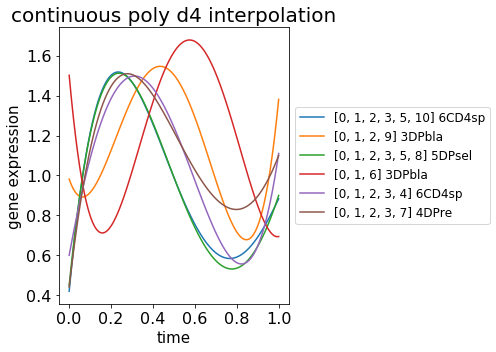 continuous poly d4 interpolation
gene expression
1.6
1.4
1.2
1.0
0.8
0.6
0.4
0.0 0.2 0.4 0.6 0.8 1.0
time
[0, 1, 2, 3, 5, 10] 6CD4sp
[0, 1, 2, 9] 3DPbla
[0, 1, 2, 3, 5, 8] 5DPsel
[0, 1, 6] 3DPbla
[0, 1, 2, 3, 4] 6CD4sp
[0, 1, 2, 3, 7] 4DPre